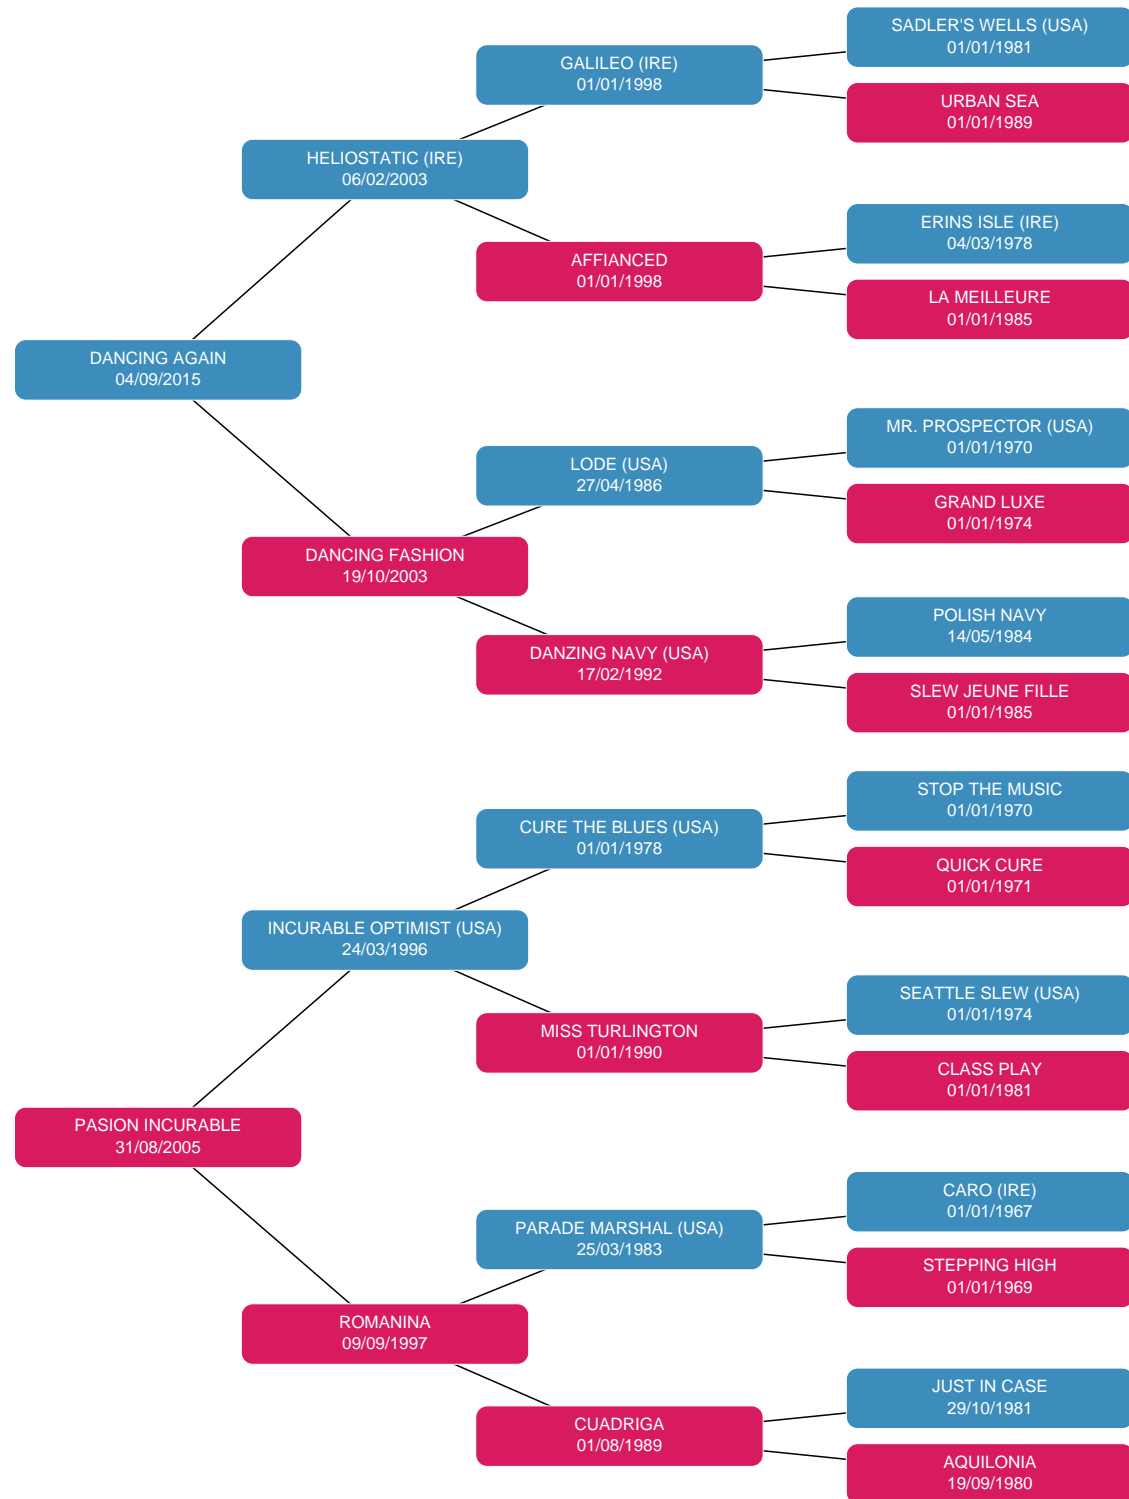 SADLER'S WELLS (USA)
01/01/1981
GALILEO (IRE)
01/01/1998
URBAN SEA
01/01/1989
HELIOSTATIC (IRE)
06/02/2003
ERINS ISLE (IRE)
04/03/1978
AFFIANCED
01/01/1998
LA MEILLEURE
01/01/1985
DANCING AGAIN
04/09/2015
MR. PROSPECTOR (USA)
01/01/1970
LODE (USA)
27/04/1986
GRAND LUXE
01/01/1974
DANCING FASHION
19/10/2003
POLISH NAVY
14/05/1984
DANZING NAVY (USA)
17/02/1992
SLEW JEUNE FILLE
01/01/1985
STOP THE MUSIC
01/01/1970
CURE THE BLUES (USA)
01/01/1978
QUICK CURE
01/01/1971
INCURABLE OPTIMIST (USA)
24/03/1996
SEATTLE SLEW (USA)
01/01/1974
MISS TURLINGTON
01/01/1990
CLASS PLAY
01/01/1981
PASION INCURABLE
31/08/2005
CARO (IRE)
01/01/1967
PARADE MARSHAL (USA)
25/03/1983
STEPPING HIGH
01/01/1969
ROMANINA
09/09/1997
JUST IN CASE
29/10/1981
CUADRIGA
01/08/1989
AQUILONIA
19/09/1980